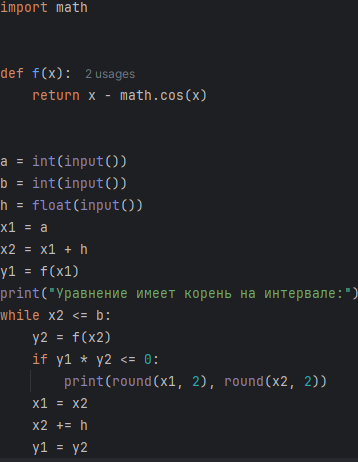 import math
def f(x): 2 usages
    return x - math.cos(x)
a = int(input())
b = int(input())
h = float(input())
x1 = a
x2 = x1 + h
y1 = f(x1)
print("Уравнение имеет корень на интервале:")
while x2 <= b:
    y2 = f(x2)
    if y1 * y2 <= 0:
        print(round(x1, 2), round(x2, 2))
    x1 = x2
    x2 += h
    y1 = y2